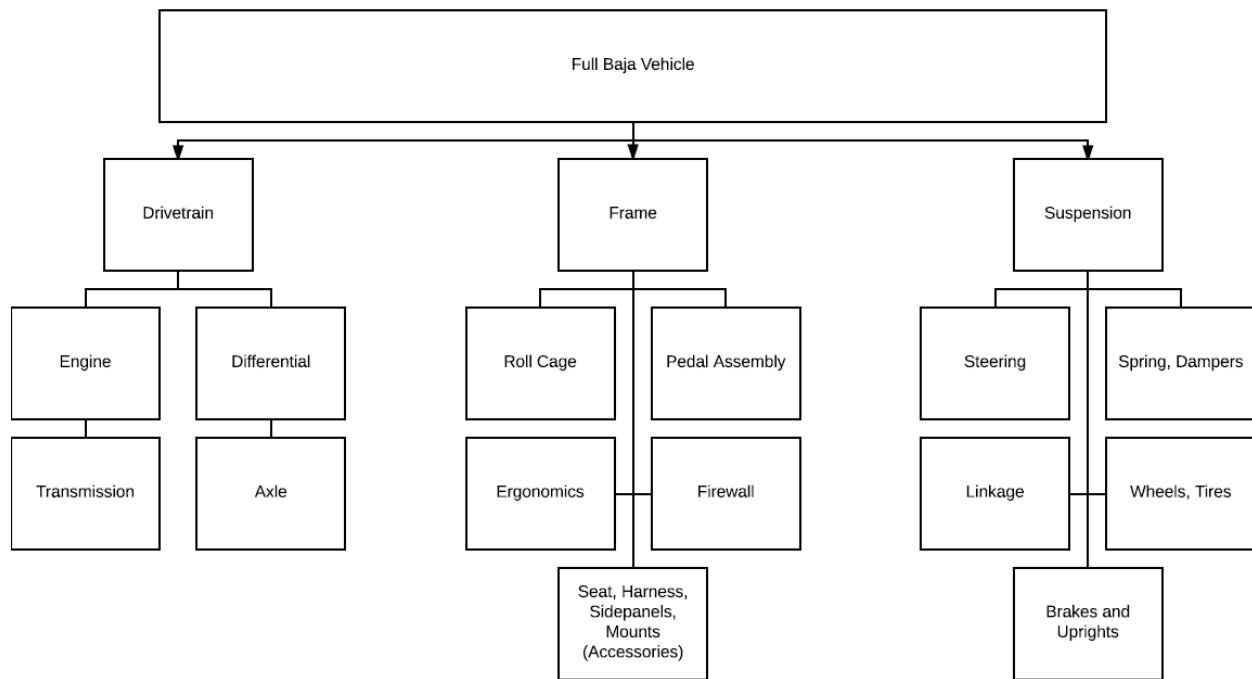 Full Baja Vehicle
Drivetrain
Frame
Suspension
Engine
Differential
Roll Cage
Pedal Assembly
Steering
Spring, Dampers
Transmission
Axle
Ergonomics
Firewall
Linkage
Wheels, Tires
Seat, Harness,
Sidepanels,
Mounts
(Accessories)
Brakes and
Uprights